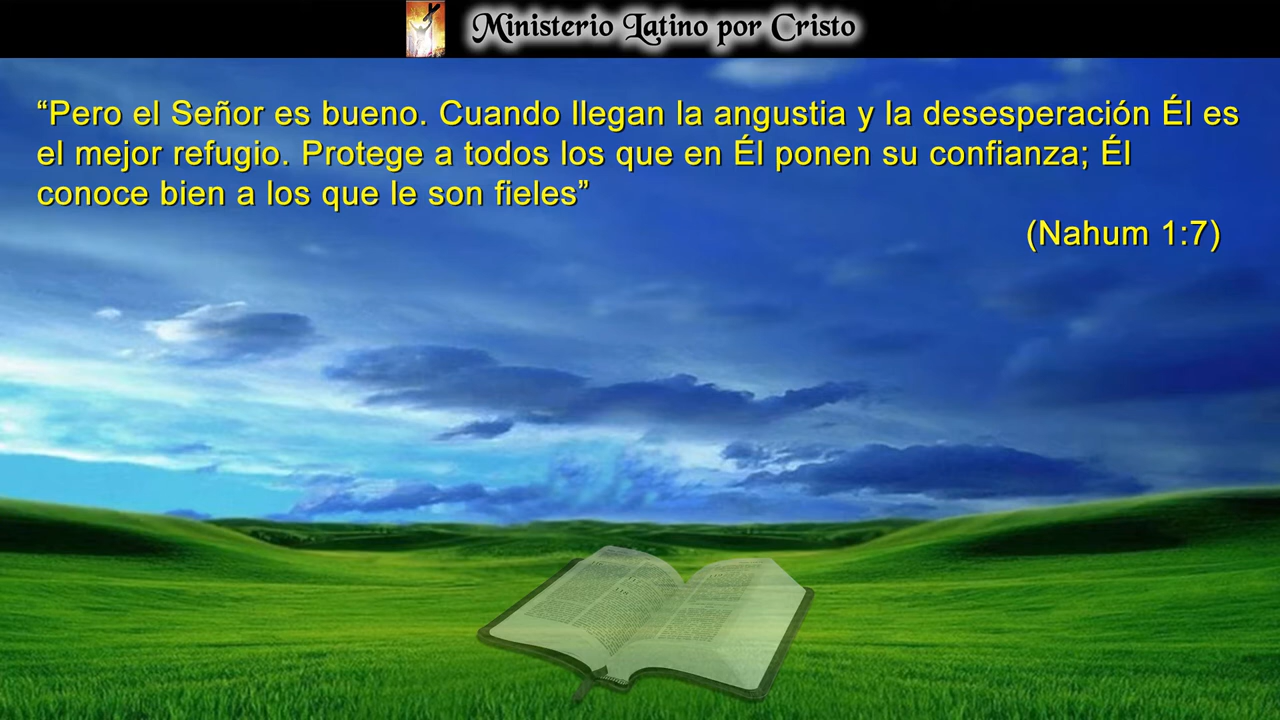 Ministerio Latino por Cristo
“Pero el Señor es bueno. Cuando llegan la angustia y la desesperación Él es
el mejor refugio. Protege a todos los que en Él ponen su confianza; Él
conoce bien a los que le son fieles”
(Nahum 1:7)